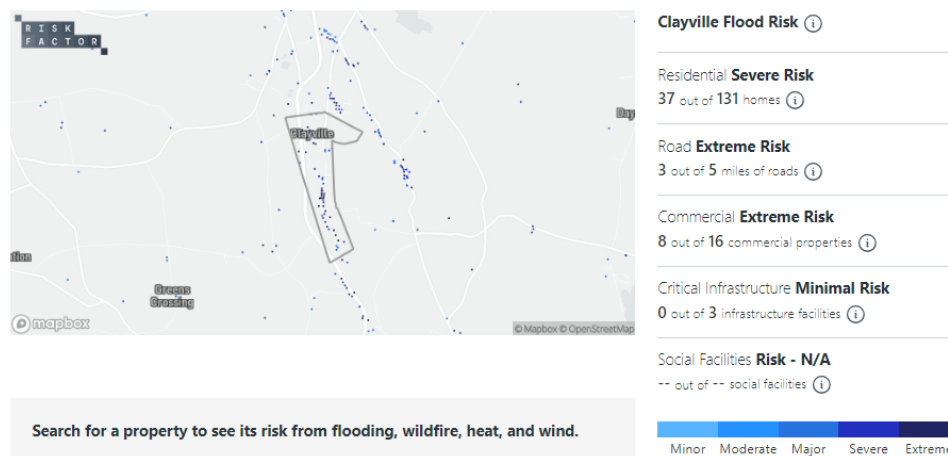 RISK
FACTOR
Clayville
Greens
Crossing
mapbox
© Mapbox © OpenStreetMap
Search for a property to see its risk from flooding, wildfire, heat, and wind.
Clayville Flood Risk
Residential Severe Risk
37 out of 131 homes
Road Extreme Risk
3 out of 5 miles of roads
Commercial Extreme Risk
8 out of 16 commercial properties
Critical Infrastructure Minimal Risk
0 out of 3 infrastructure facilities
Social Facilities Risk - N/A
-- out of -- social facilities
Minor Moderate Major Severe Extreme